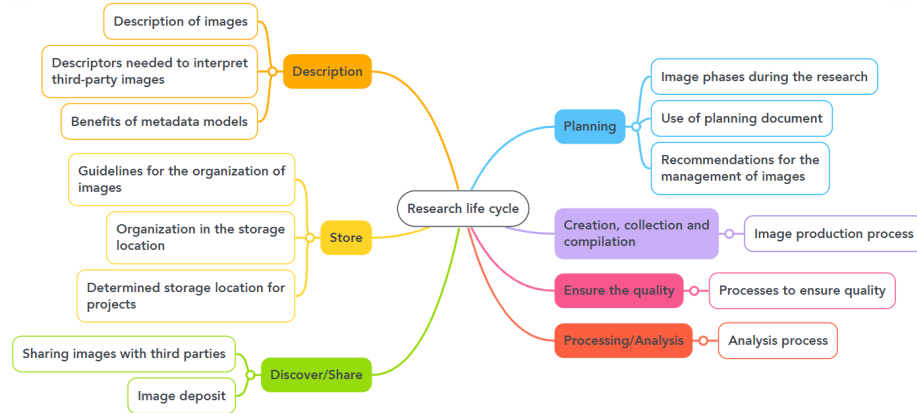 Research life cycle
Planning
Image phases during the research
Use of planning document
Recommendations for the
management of images
Creation, collection and
compilation
Image production process
Ensure the quality
Processes to ensure quality
Processing/Analysis
Analysis process
Description
Description of images
Descriptors needed to interpret
third-party images
Benefits of metadata models
Store
Guidelines for the organization of
images
Organization in the storage
location
Determined storage location for
projects
Discover/Share
Sharing images with third parties
Image deposit